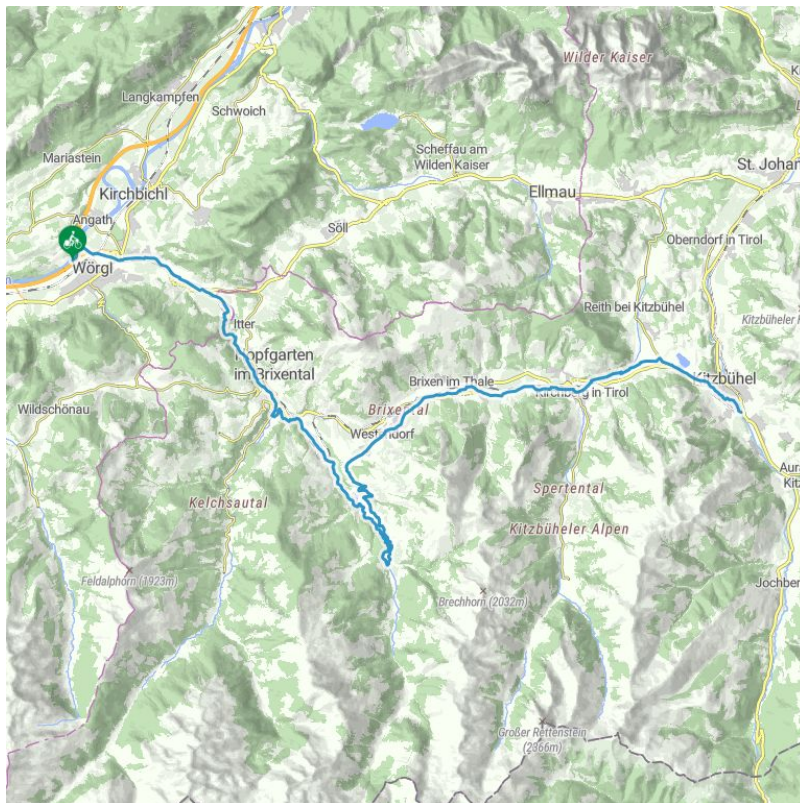 Wilder Kaiser
Langkampfen
Schwoich
Scheffau am
Wilden Kaiser
Mariastein
St. Johan
Kirchbichl
Ellmau
Angath
Söll
Oberndorf in Tirol
Wörgl
Reith bei Kitzbühel
Kitzbüheler
Itter
Hopfgarten
im Brixental
Brixen im Thale
Kitzbühel
Kirchberg in Tirol
Wildschönau
Brixental
Westendorf
Aura
Kitz
Spertental
Kelchsautal
Kitzbüheler Alpen
Feldalphorn (1923m)
Jochber
Brechhorn (2032m)
Großer Rettenstein
(2366m)